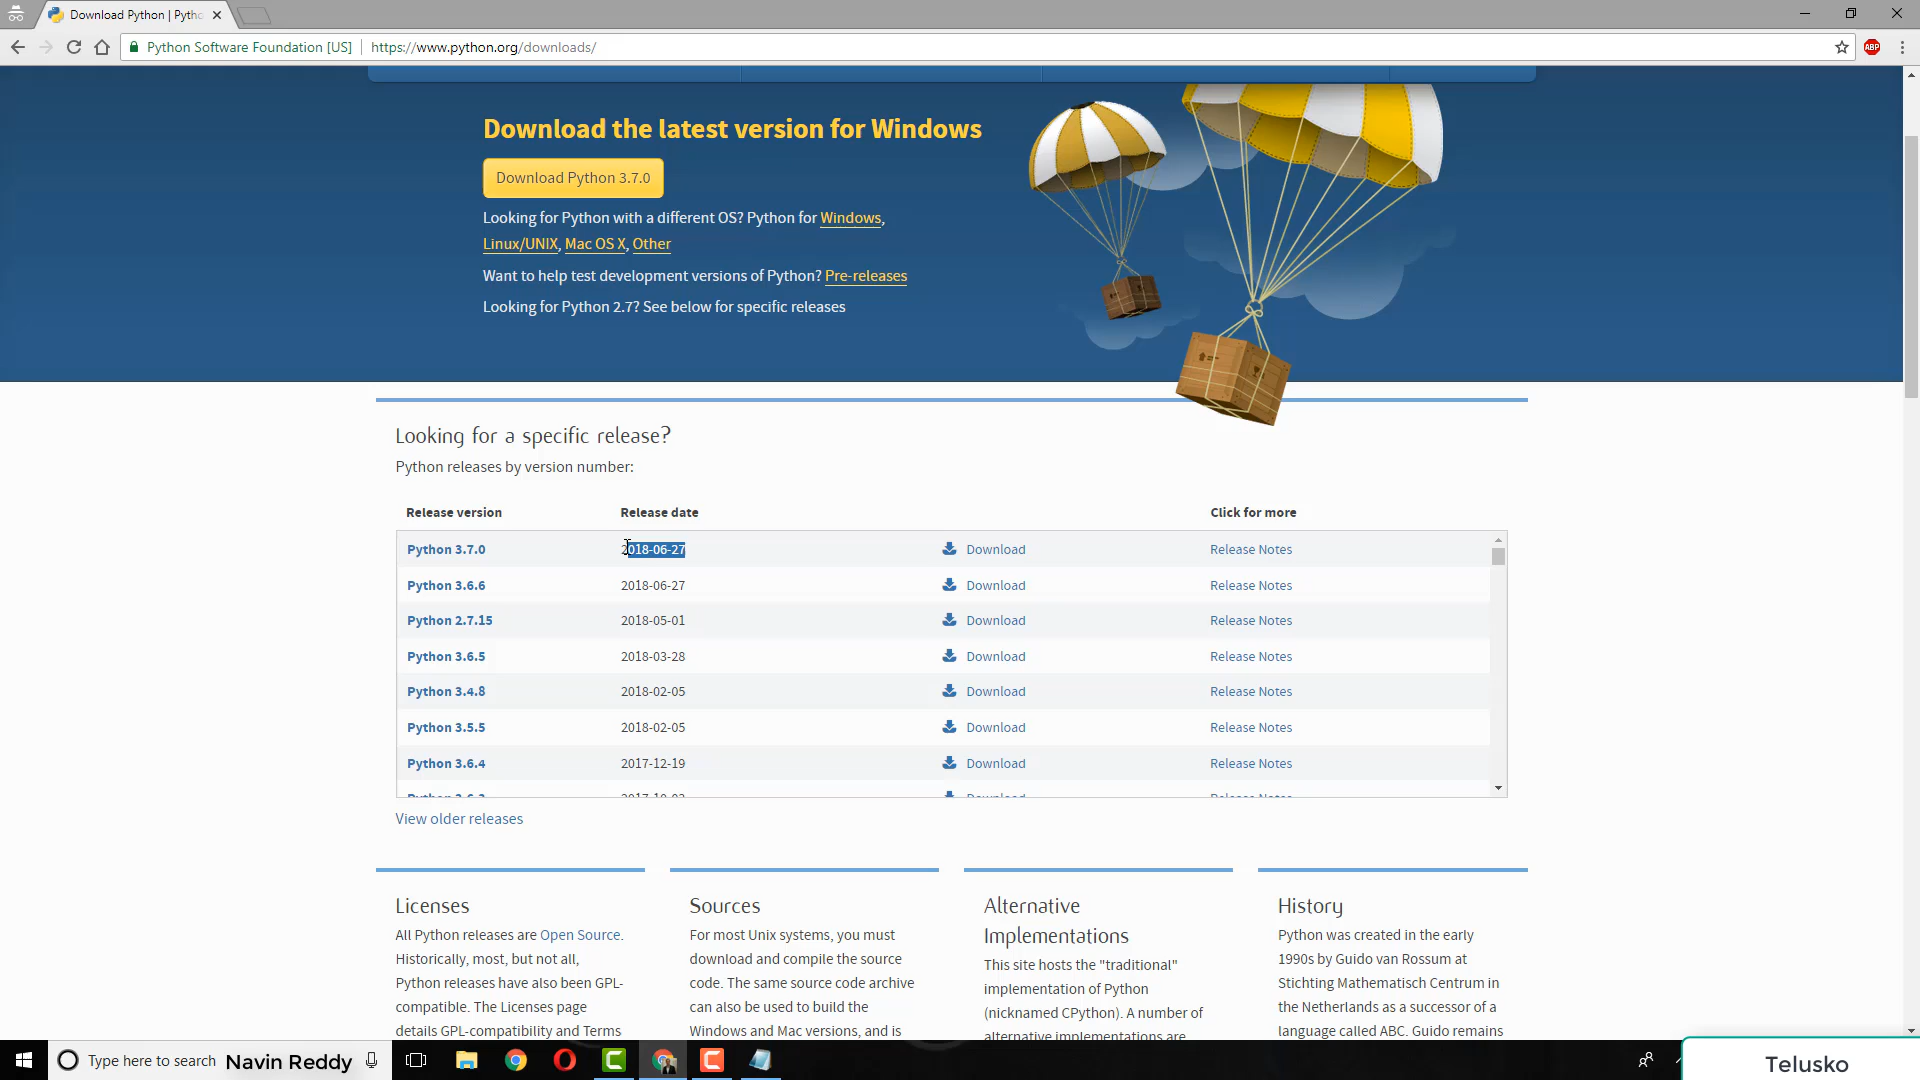 Download Python | Pytho
Python Software Foundation [US]
https://www.python.org/downloads/
ABP
Download the latest version for Windows
Download Python 3.7.0
Looking for Python with a different OS? Python for Windows,
Linux/UNIX, Mac OS X, Other
Want to help test development versions of Python? Pre-releases
Looking for Python 2.7? See below for specific releases
Looking for a specific release?
Python releases by version number:
Release version Release date Click for more
Python 3.7.0 2018-06-27 Download Release Notes
Python 3.6.6 2018-06-27 Download Release Notes
Python 2.7.15 2018-05-01 Download Release Notes
Python 3.6.5 2018-03-28 Download Release Notes
Python 3.4.8 2018-02-05 Download Release Notes
Python 3.5.5 2018-02-05 Download Release Notes
Python 3.6.4 2017-12-19 Download Release Notes
View older releases
Licenses
All Python releases are Open Source.
Historically, most, but not all,
Python releases have also been GPL-
compatible. The Licenses page
details GPL-compatibility and Terms
Sources
For most Unix systems, you must
download and compile the source
code. The same source code archive
can also be used to build the
Windows and Mac versions, and is
Alternative
Implementations
This site hosts the "traditional"
implementation of Python
(nicknamed CPython). A number of
alternative implementations are
History
Python was created in the early
1990s by Guido van Rossum at
Stichting Mathematisch Centrum in
the Netherlands as a successor of a
language called ABC. Guido remains
Type here to search
Navin Reddy
Telusko